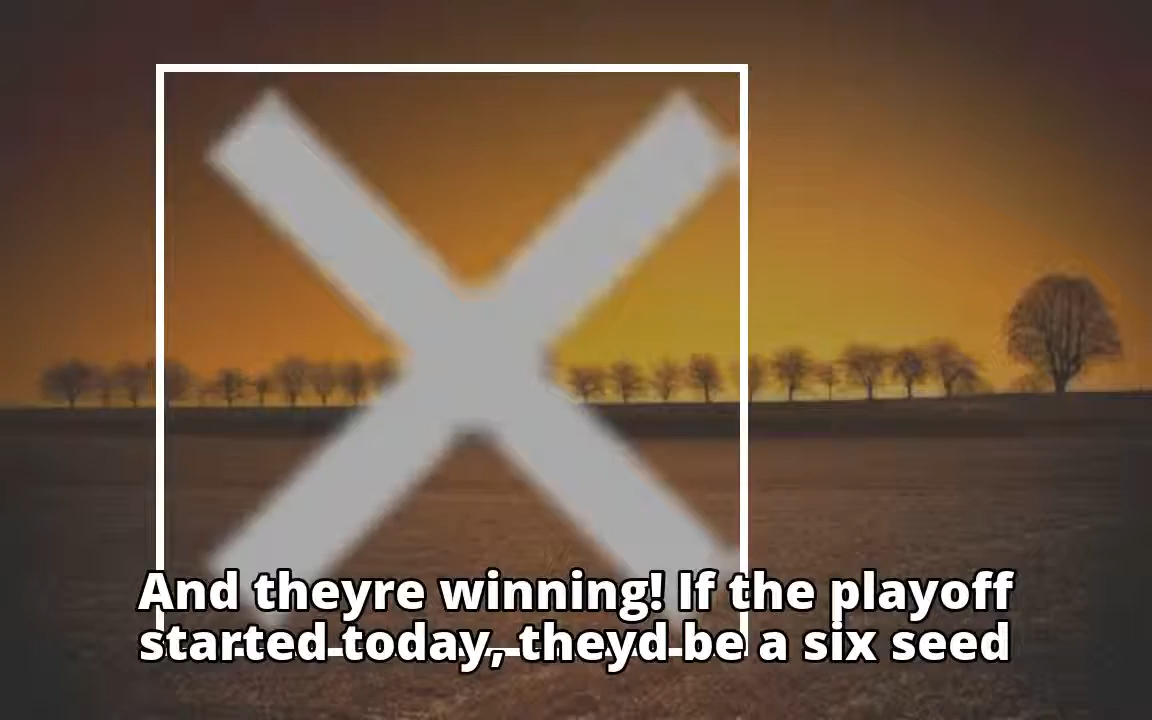 And theyre winning! If the playoff
started today, theyd be a six seed